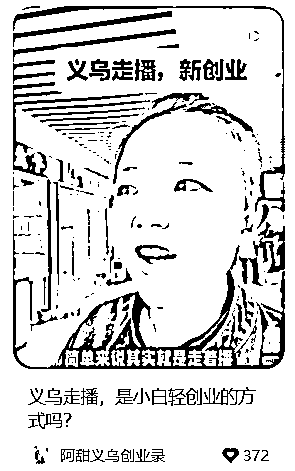 义乌走播，新创业
简单来说其实就是走着播
义乌走播，是小白轻创业的方
式吗？
阿甜义乌创业录
372